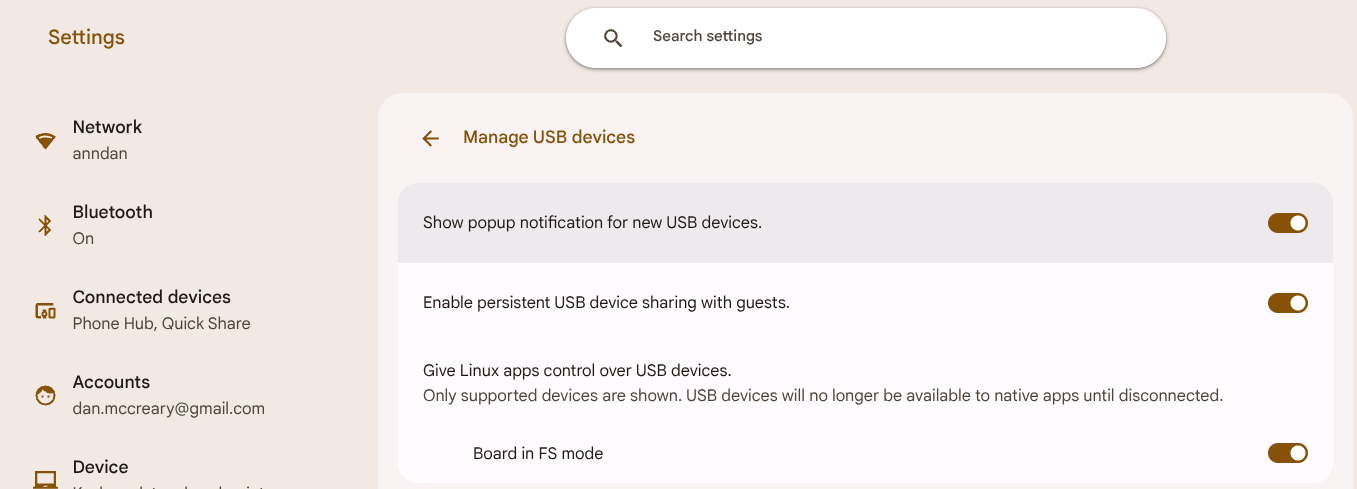 Settings
Search settings
Network
anndan
Bluetooth
On
Connected devices
Phone Hub, Quick Share
Accounts
dan.mccreary@gmail.com
Device
Manage USB devices
Show popup notification for new USB devices.
Enable persistent USB device sharing with guests.
Give Linux apps control over USB devices.
Only supported devices are shown. USB devices will no longer be available to native apps until disconnected.
Board in FS mode